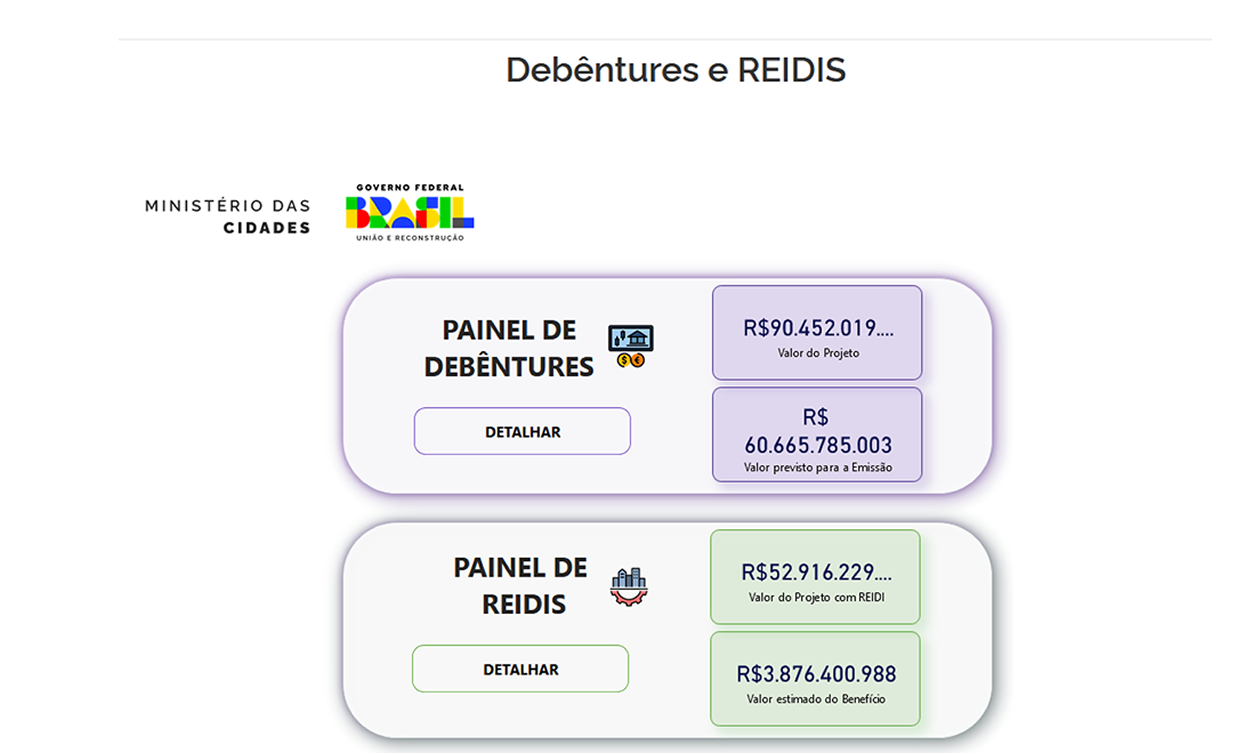 Debêntures e REIDIS
MINISTÉRIO DAS
CIDADES
GOVERNO FEDERAL
BRASIL
UNIÃO E RECONSTRUÇÃO
PAINEL DE
DEBÊNTURES
DETALHAR
R$90.452.019....
Valor do Projeto
R$
60.665.785.003
Valor previsto para a Emissão
PAINEL DE
REIDIS
DETALHAR
R$52.916.229....
Valor do Projeto com REIDI
R$3.876.400.988
Valor estimado do Benefício